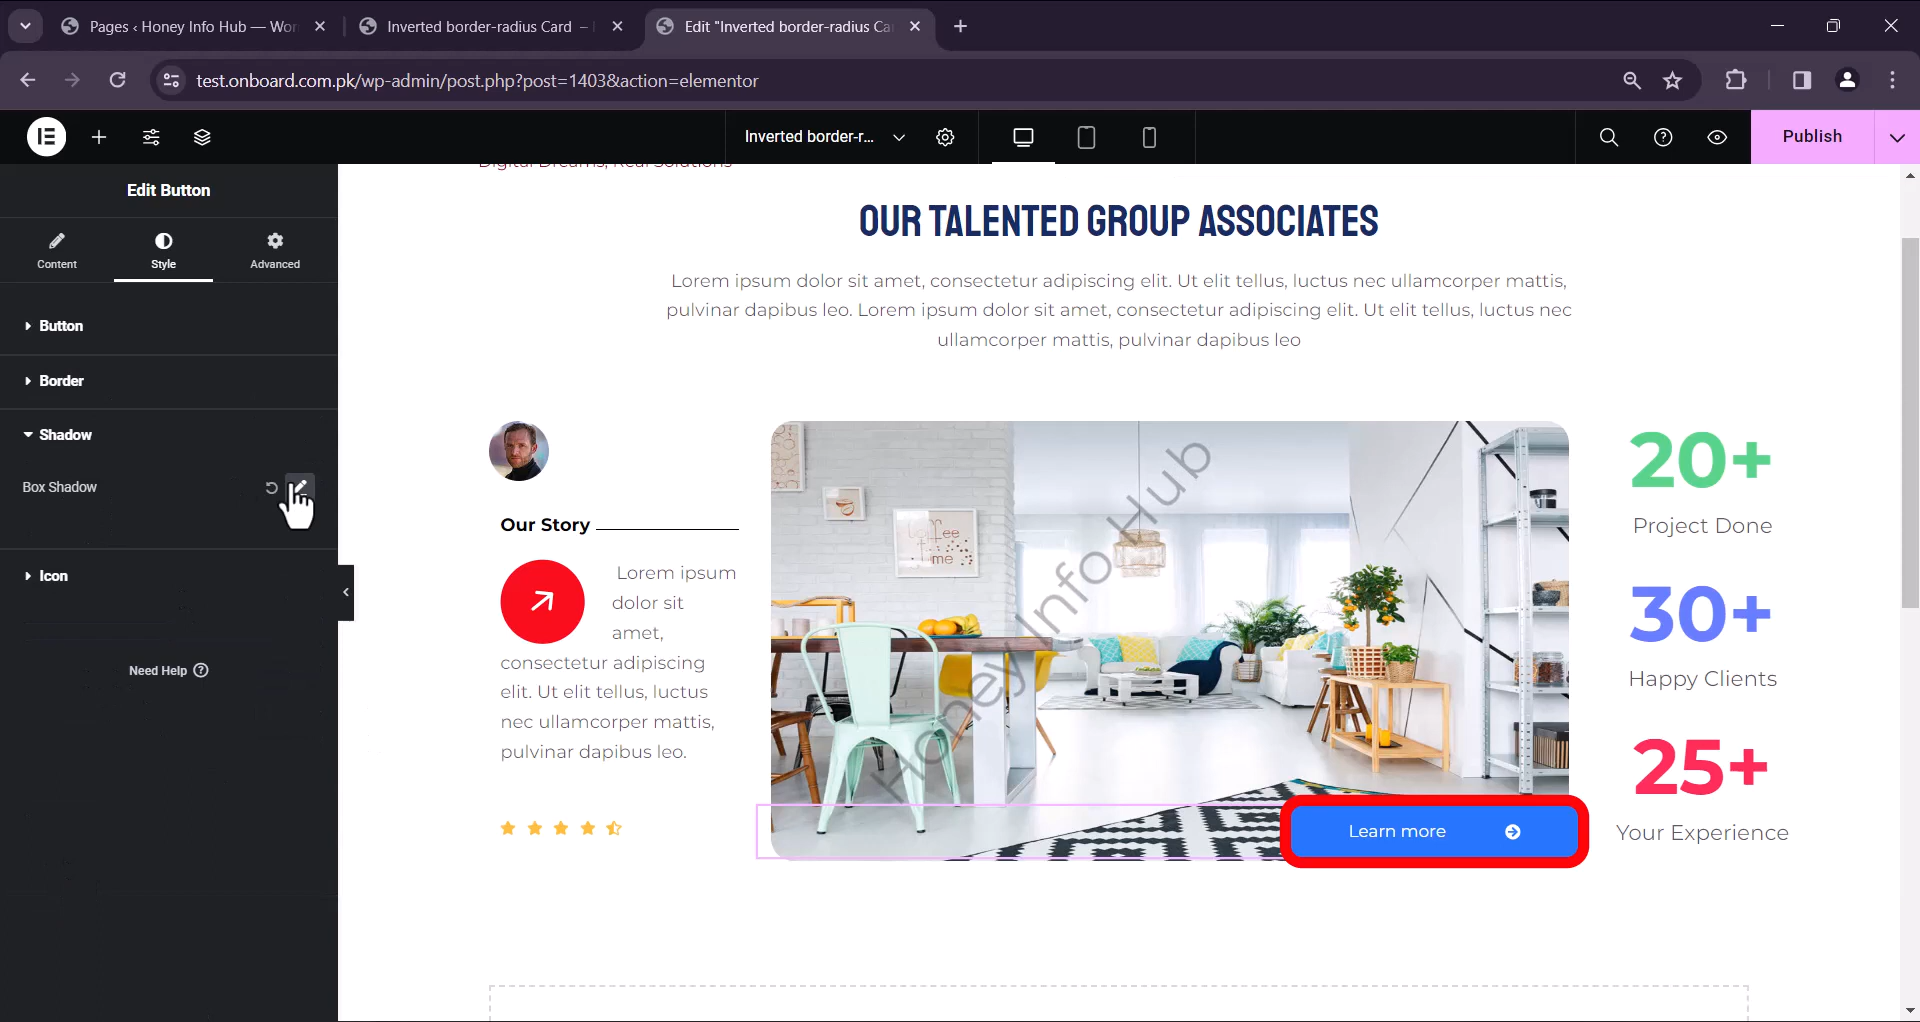 Pages ‹ Honey Info Hub — Wor
Inverted border-radius Card –
Edit "Inverted border-radius Ca
test.onboard.com.pk/wp-admin/post.php?post=1403&action=elementor
Inverted border-r...
Publish
Edit Button
Content
Style
Advanced
Button
Border
Shadow
Box Shadow
Icon
Need Help
Digital Dreams, Real Solutions
OUR TALENTED GROUP ASSOCIATES
Lorem ipsum dolor sit amet, consectetur adipiscing elit. Ut elit tellus, luctus nec ullamcorper mattis,
pulvinar dapibus leo. Lorem ipsum dolor sit amet, consectetur adipiscing elit. Ut elit tellus, luctus nec
ullamcorper mattis, pulvinar dapibus leo
Our Story
Lorem ipsum
dolor sit
amet,
consectetur adipiscing
elit. Ut elit tellus, luctus
nec ullamcorper mattis,
pulvinar dapibus leo.
Honey Info Hub
Learn more
20+
Project Done
30+
Happy Clients
25+
Your Experience